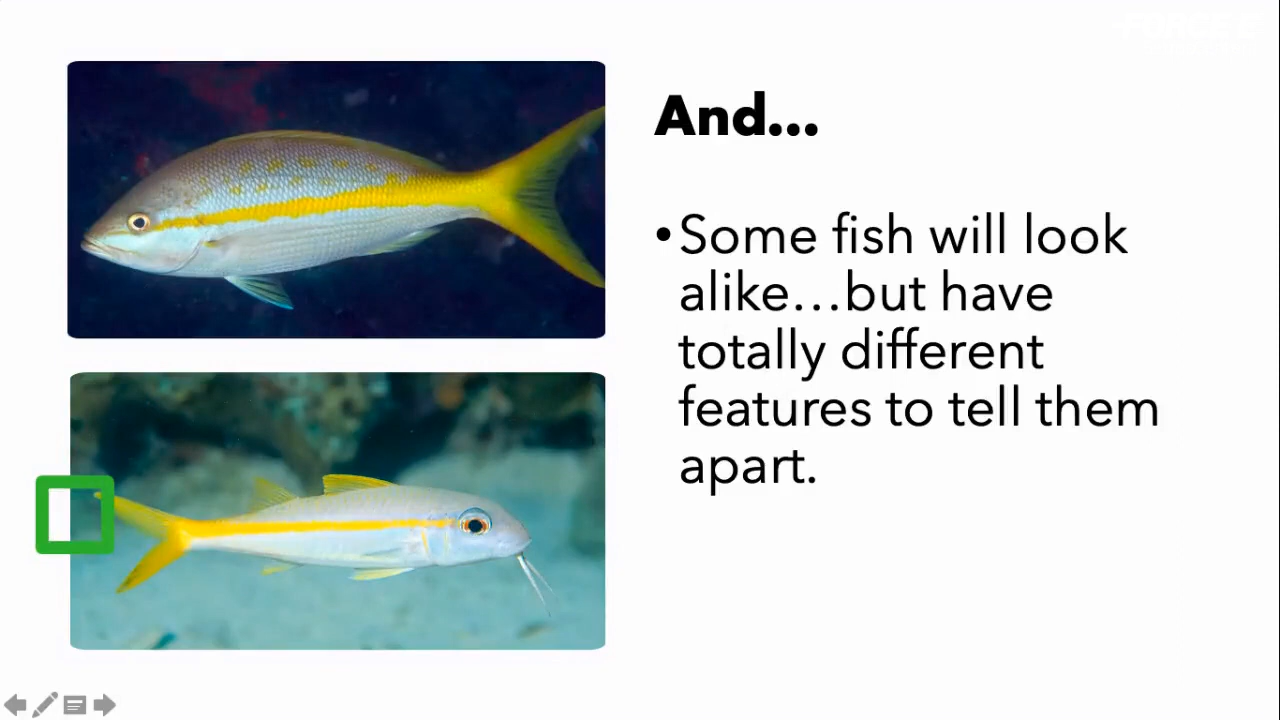 And...
•Some fish will look
alike...but have
totally different
features to tell them
apart.